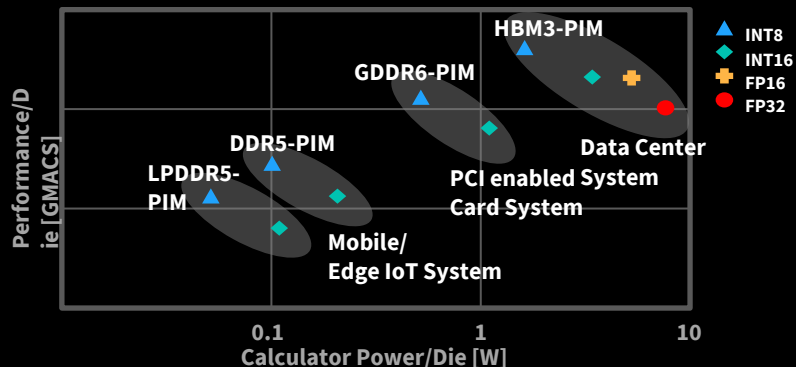 HBM3-PIM
INT8
INT16
FP16
FP32
GDDR6-PIM
DDR5-PIM
LPDDR5-
PIM
Data Center
System
PCI enabled
Card System
Mobile/
Edge IoT System
Performance/D
ie [GMACS]
0.1
1
10
Calculator Power/Die [W]